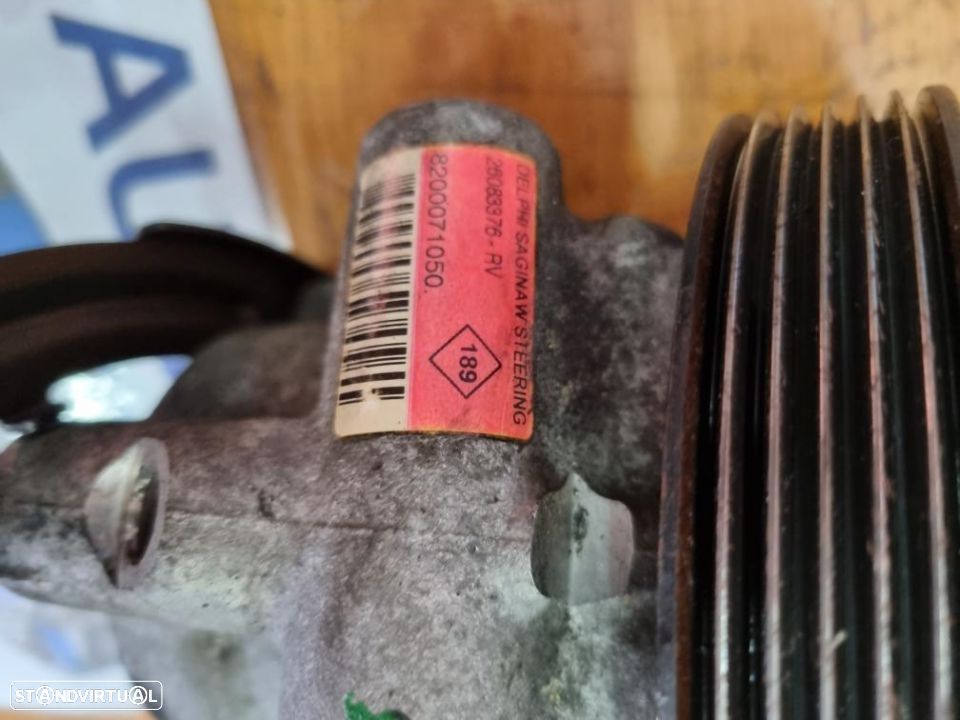 DELPHI SAGINAW STEERING
26083376 - RV
189
8200071050.
AU
STANDVIRTUAL